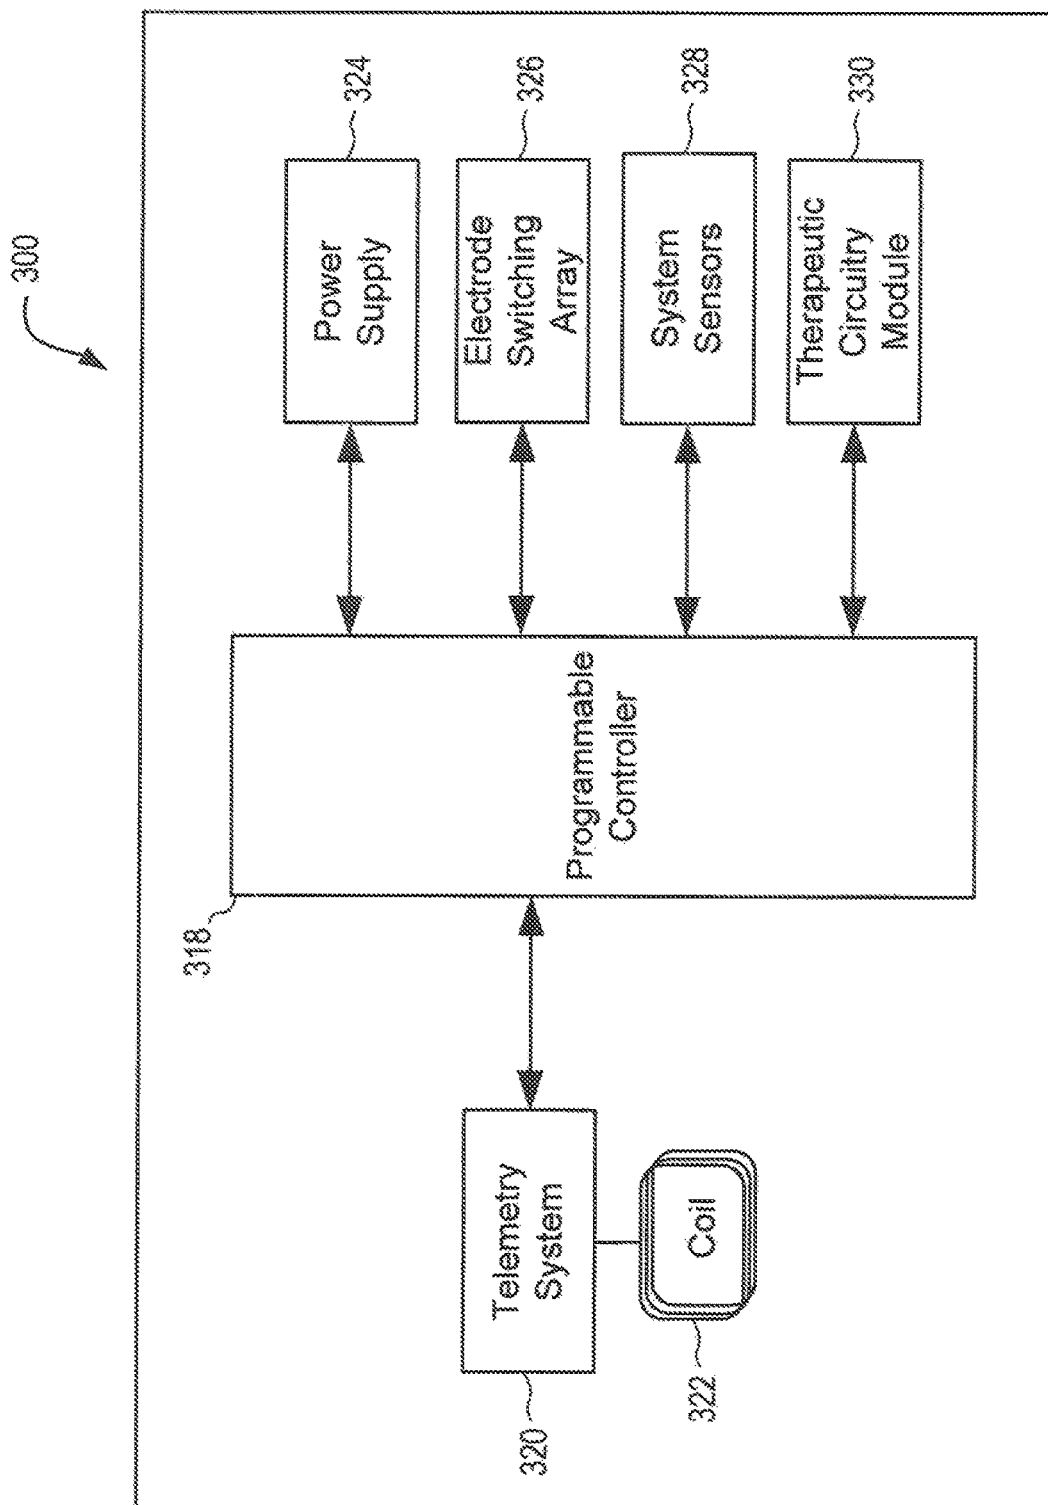 300
324
Power
Supply
326
Electrode
Switching
Array
328
System
Sensors
330
Therapeutic
Circuitry
Module
318
Programmable
Controller
320
Telemetry
System
322
Coil